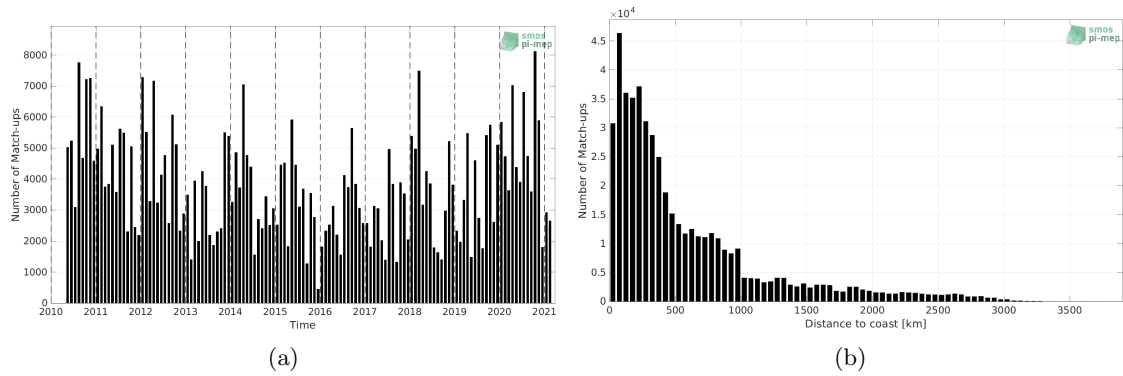 smos
pi-mep
8000
7000
6000
5000
4000
3000
2000
1000
0
Number of Match-ups
2010 2011 2012 2013 2014 2015 2016 2017 2018 2019 2020 2021
Time
(a)
×10⁴
smos
pi-mep
4.5
4
3.5
3
2.5
2
1.5
1
0.5
0
Number of Match-ups
0 500 1000 1500 2000 2500 3000 3500
Distance to coast [km]
(b)